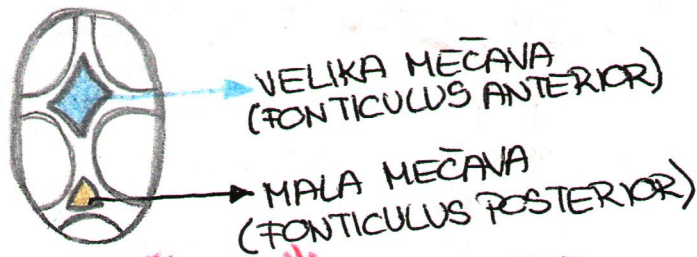 VELIKA MEČAVA
(FONTICULUS ANTERIOR)
MALA MEČAVA
(FONTICULUS POSTERIOR)